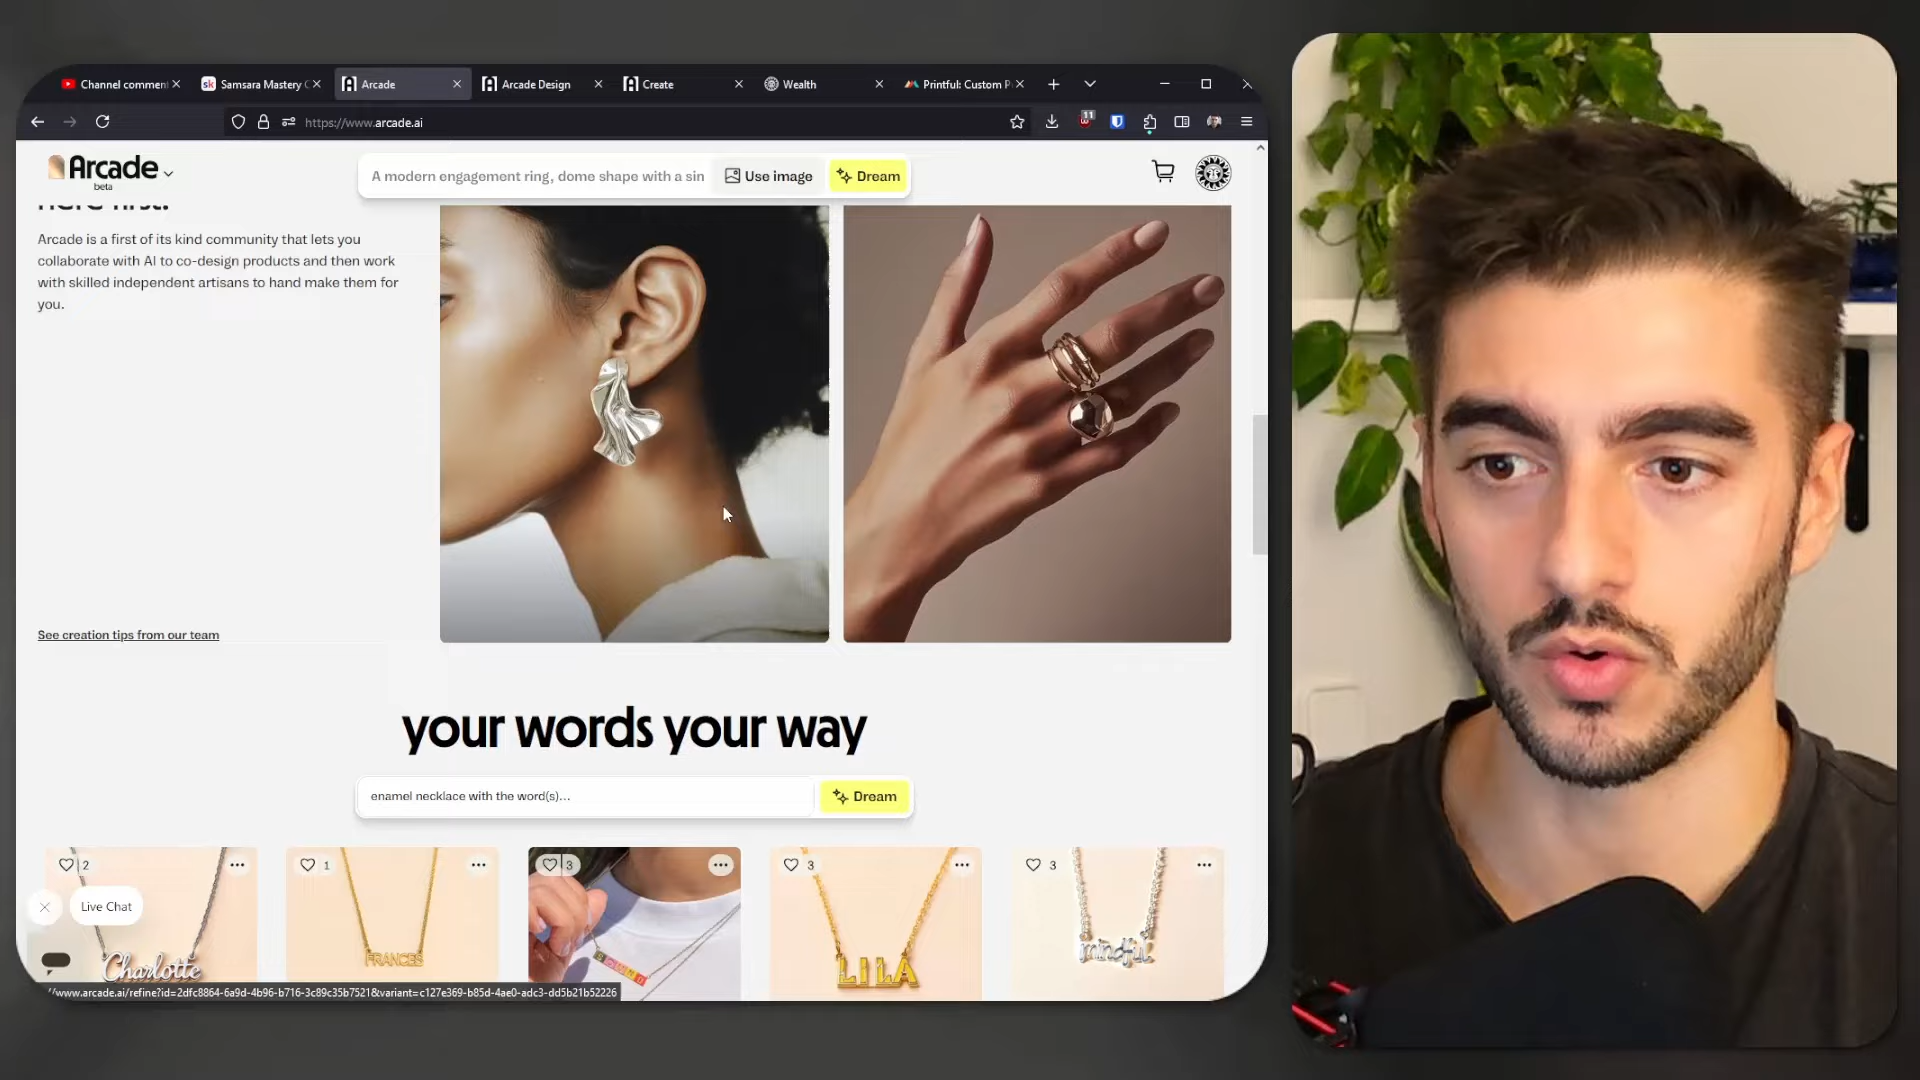 Channel comment
Samsara Mastery C
Arcade
Arcade Design
Create
Wealth
Printful: Custom P
https://www.arcade.ai
11
Arcade
beta
A modern engagement ring, dome shape with a sin
Use image
Dream
Arcade is a first of its kind community that lets you
collaborate with AI to co-design products and then work
with skilled independent artisans to hand make them for
you.
See creation tips from our team
your words your way
enamel necklace with the word(s)...
Dream
2
1
3
3
3
Live Chat
Charlotte
FRANCES
LILA
mindful
//www.arcade.ai/refine?id=2dfc8864-6a9d-4b96-b716-3c89c35b7521&variant=c127e369-b85d-4ae0-adc3-dd5b21b52226